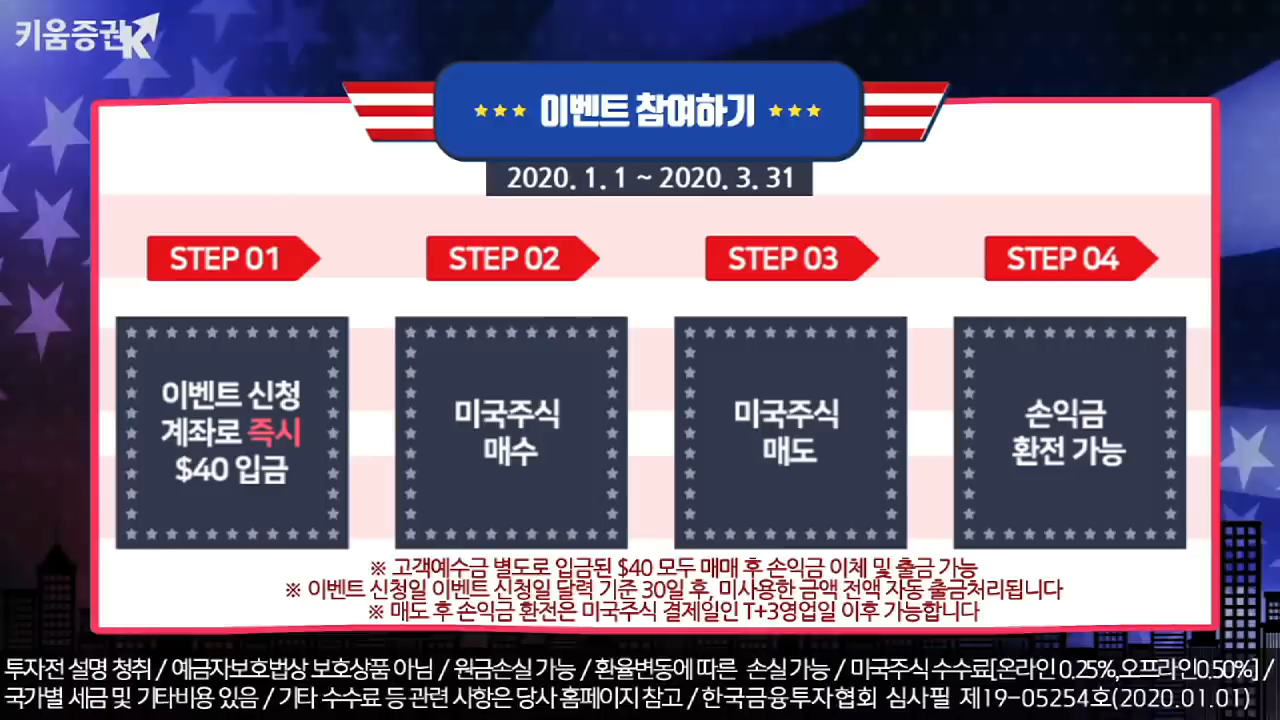 키움증권
★★★ 이벤트 참여하기 ★★★
2020. 1. 1 ~ 2020. 3. 31
STEP 01
이벤트 신청
계좌로 즉시
$40 입금
STEP 02
미국주식
매수
STEP 03
미국주식
매도
STEP 04
손익금
환전 가능
※ 고객예수금 별도로 입금된 $40 모두 매매 후 손익금 이체 및 출금 가능
※ 이벤트 신청일 이벤트 신청일 달력 기준 30일 후, 미사용한 금액 전액 자동 출금처리됩니다
※ 매도 후 손익금 환전은 미국주식 결제일인 T+3영업일 이후 가능합니다
투자전 설명 청취 / 예금자보호법상 보호상품 아님 / 원금손실 가능 / 환율변동에 따른 손실 가능 / 미국주식 수수료[온라인 0.25%,오프라인0.50%] /
국가별 세금 및 기타비용 있음 / 기타 수수료 등 관련 사항은 당사 홈페이지 참고 / 한국금융투자협회 심사필 제19-05254호(2020.01.01)